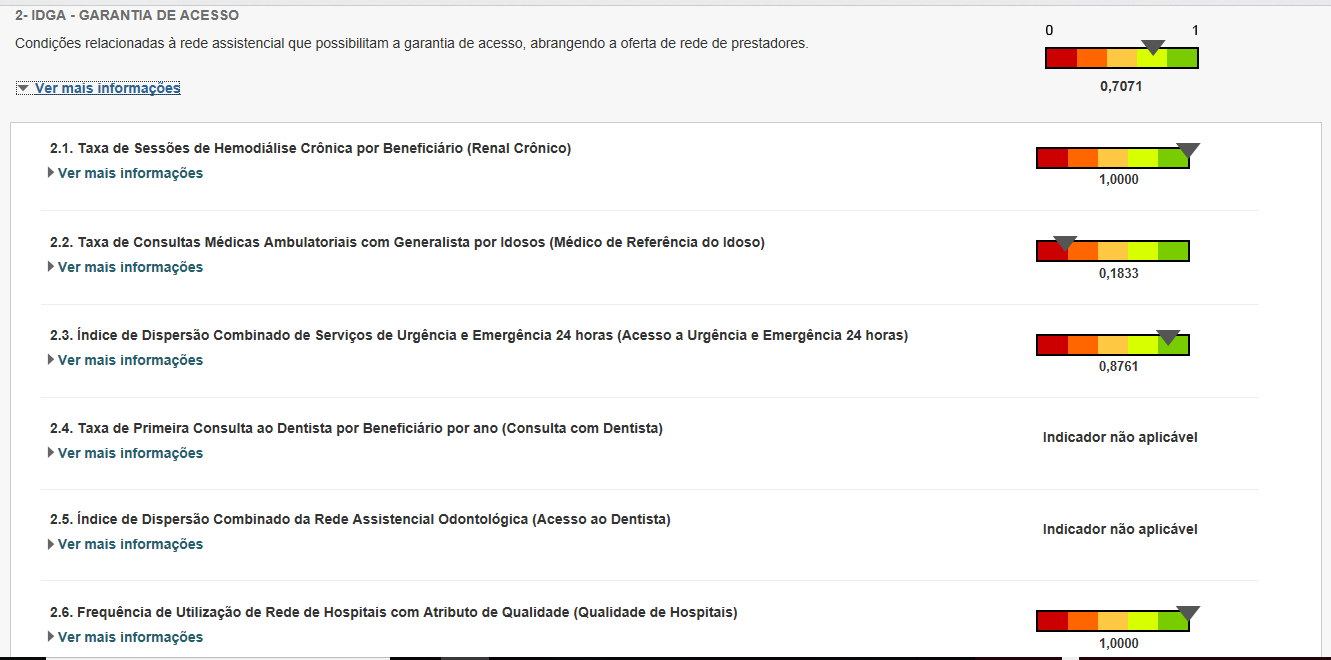 2- IDGA - GARANTIA DE ACESSO
Condições relacionadas à rede assistencial que possibilitam a garantia de acesso, abrangendo a oferta de rede de prestadores.
0 1
0,7071
Ver mais informações
2.1. Taxa de Sessões de Hemodiálise Crônica por Beneficiário (Renal Crônico)
Ver mais informações
1,0000
2.2. Taxa de Consultas Médicas Ambulatoriais com Generalista por Idosos (Médico de Referência do Idoso)
Ver mais informações
0,1833
2.3. Índice de Dispersão Combinado de Serviços de Urgência e Emergência 24 horas (Acesso a Urgência e Emergência 24 horas)
Ver mais informações
0,8761
2.4. Taxa de Primeira Consulta ao Dentista por Beneficiário por ano (Consulta com Dentista)
Ver mais informações
Indicador não aplicável
2.5. Índice de Dispersão Combinado da Rede Assistencial Odontológica (Acesso ao Dentista)
Ver mais informações
Indicador não aplicável
2.6. Frequência de Utilização de Rede de Hospitais com Atributo de Qualidade (Qualidade de Hospitais)
Ver mais informações
1,0000